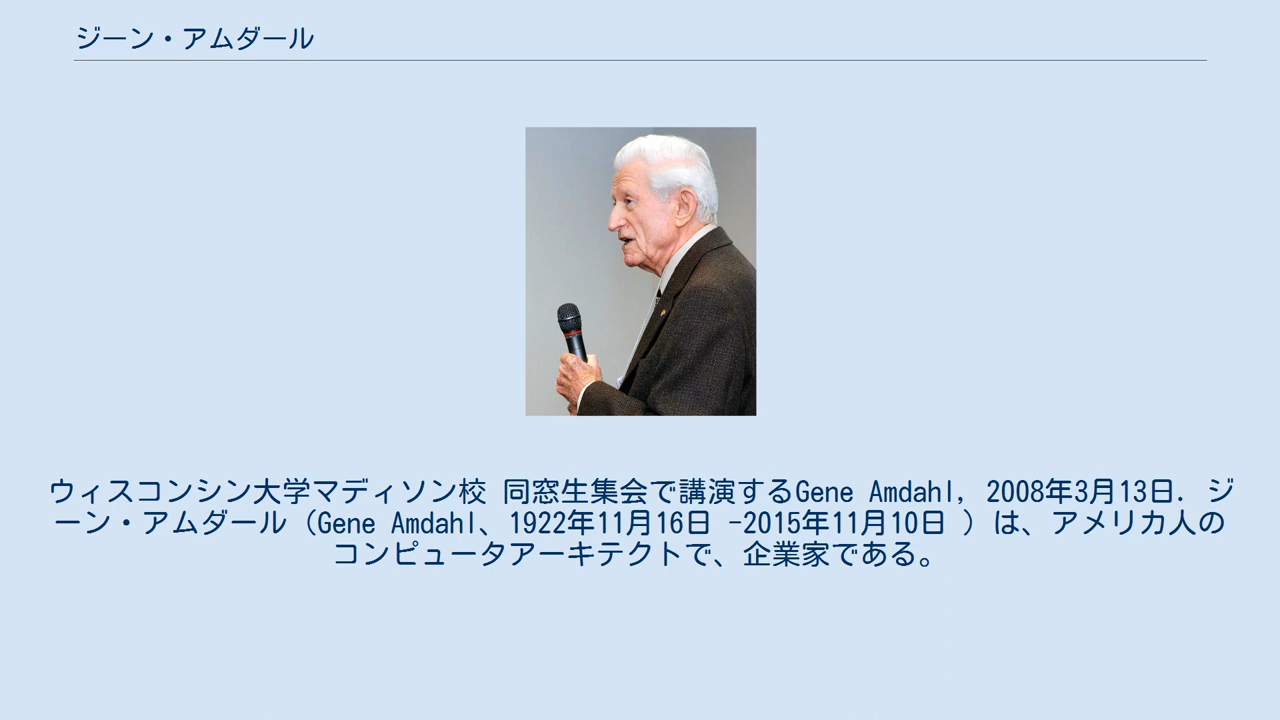 ジーン・アムダール
ウィスコンシン大学マディソン校 同窓生集会で講演するGene Amdahl, 2008年3月13日. ジ
ーン・アムダール（Gene Amdahl、1922年11月16日 -2015年11月10日 ）は、アメリカ人の
コンピュータアーキテクトで、企業家である。